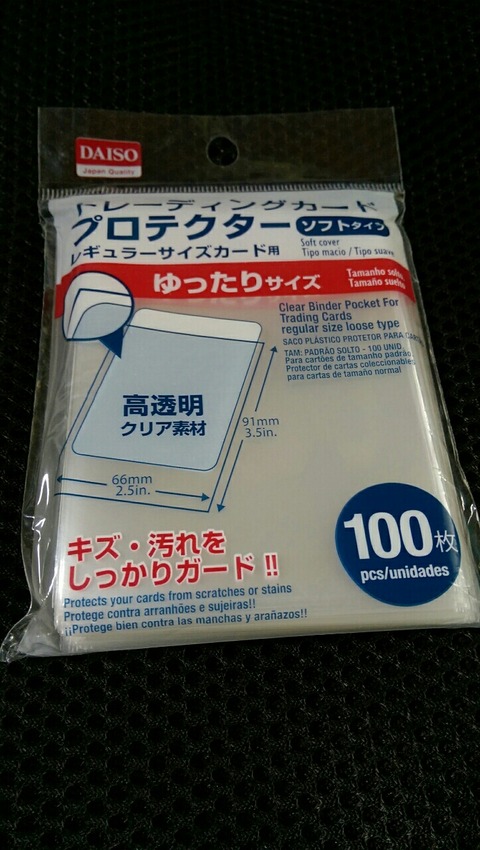 DAISO
Japan Quality
トレーディングカード
プロテクター ソフトタイプ
レギュラーサイズカード用
Soft cover
Tipo macio / Tipo suave
ゆったりサイズ
Tamanho solto
Tamaño suelto
Clear Binder Pocket For
Trading Cards
regular size loose type
SACO PLÁSTICO PROTETOR PARA
TAM: PADRÃO SOLTO - 100 UNID.
Para cartões de tamanho padrão.
Protector de cartas coleccionables
para cartas de tamaño normal
高透明
クリア素材
91mm
3.5in.
66mm
2.5in.
100枚
pcs/unidades
キズ・汚れを
しっかりガード!!
Protects your cards from scratches or stains
Protege contra arranhões e sujeiras!!
¡¡Protege bien contra las manchas y arañazos!!